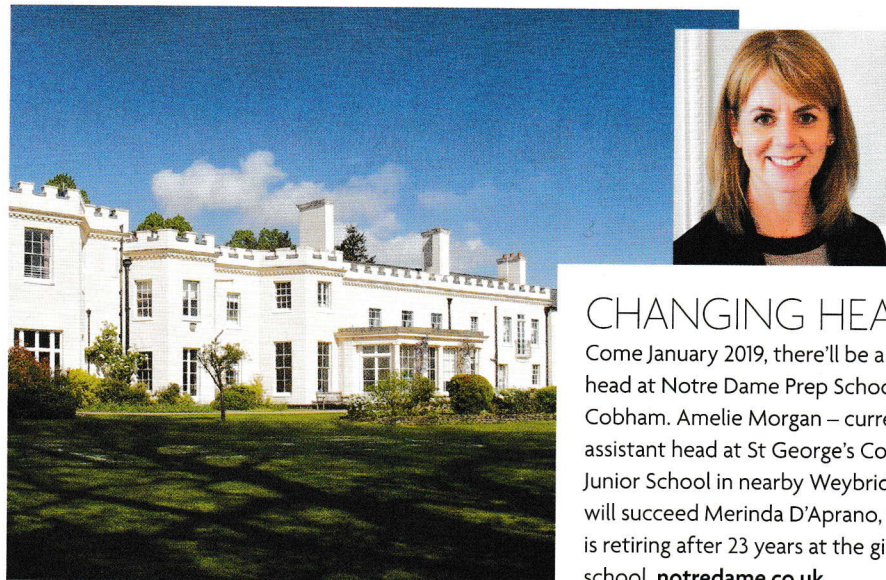 CHANGING HEA
Come January 2019, there'll be a
head at Notre Dame Prep Schoo
Cobham. Amelie Morgan – curre
assistant head at St George's Co
Junior School in nearby Weybric
will succeed Merinda D'Aprano,
is retiring after 23 years at the gi
school. notredame.co.uk